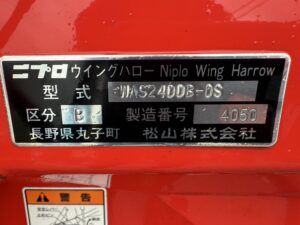 ニプロ ウイングハロー Niplo Wing Harrow
型式 WAS2400B-0S
区分 B 製造番号 4050
長野県丸子町 松山株式会社
警告